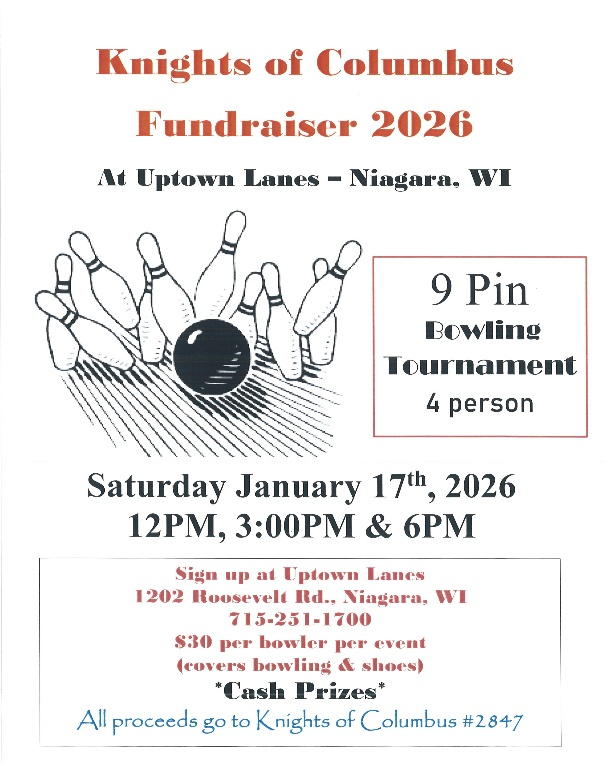 Knights of Columbus
Fundraiser 2026
At Uptown Lanes – Niagara, WI
9 Pin
Bowling
Tournament
4 person
Saturday January 17th, 2026
12PM, 3:00PM & 6PM
Sign up at Uptown Lanes
1202 Roosevelt Rd., Niagara, WI
715-251-1700
$30 per bowler per event
(covers bowling & shoes)
*Cash Prizes*
All proceeds go to Knights of Columbus #2847